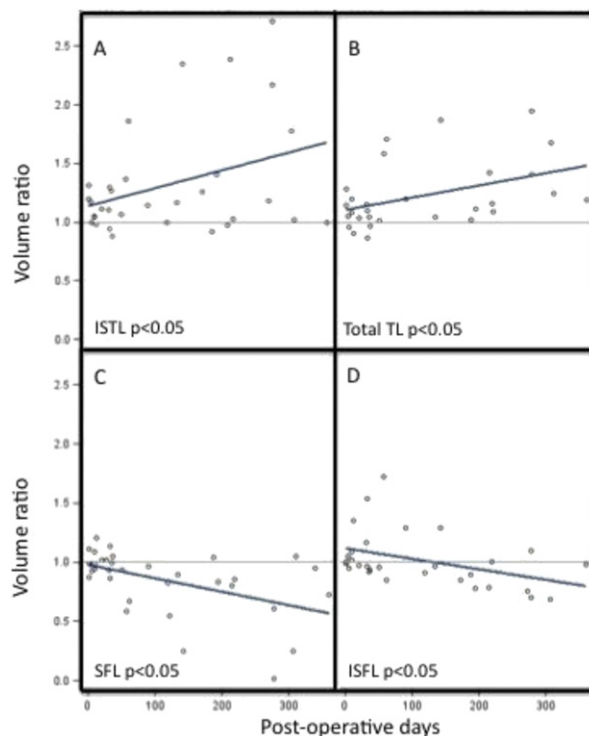 A
B
2.5
2.0
1.5
1.0
0.5
0.0
Volume ratio
ISTL p<0.05
Total TL p<0.05
C
D
2.5
2.0
1.5
1.0
0.5
0.0
Volume ratio
SFL p<0.05
ISFL p<0.05
0 100 200 300 0 100 200 300
Post-operative days